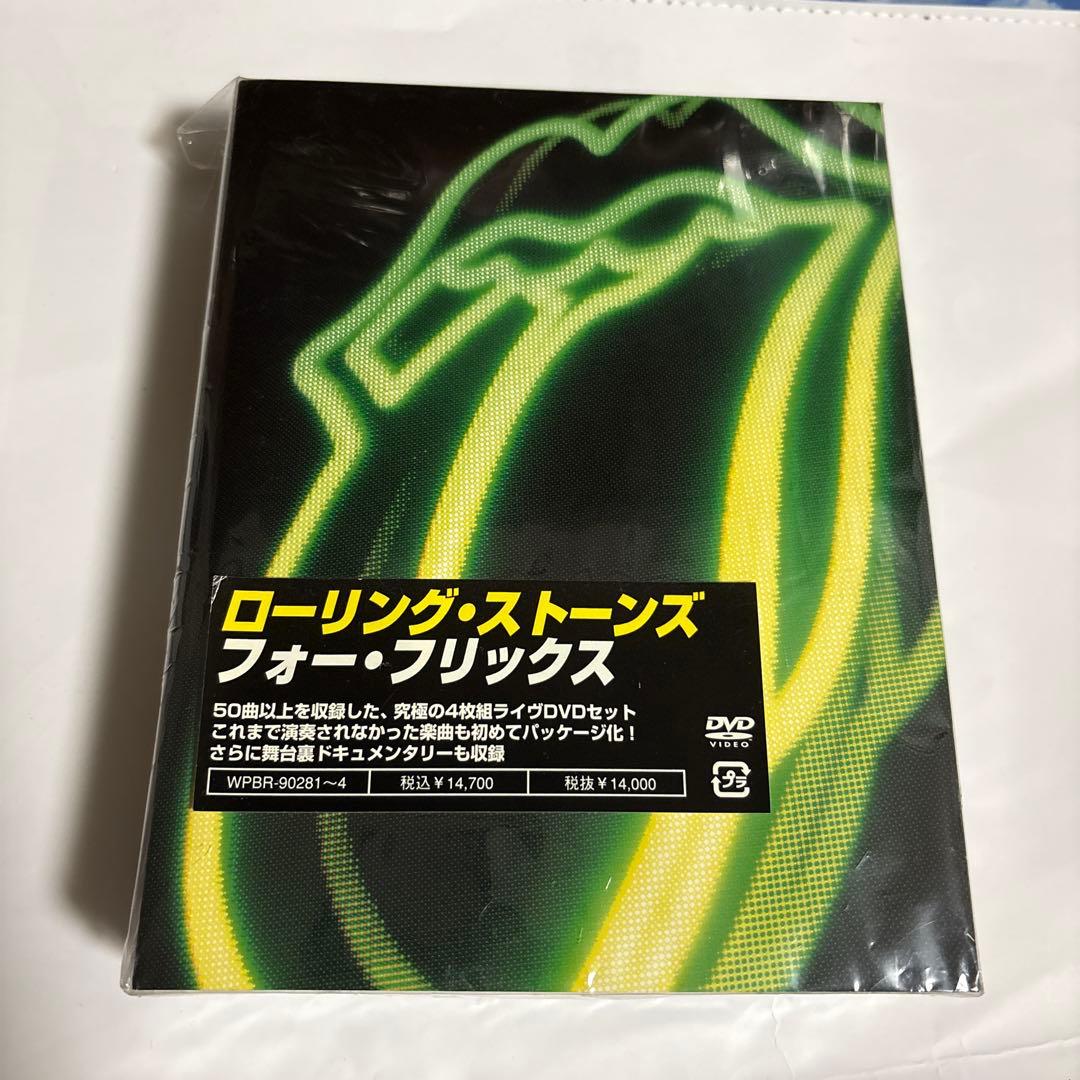 ローリング・ストーンズ
フォー・フリックス
50曲以上を収録した、究極の4枚組ライヴDVDセット
これまで演奏されなかった楽曲も初めてパッケージ化！
さらに舞台裏ドキュメンタリーも収録
WPBR-90281〜4 税込¥14,700 税抜¥14,000
DVD
VIDEO
プラ